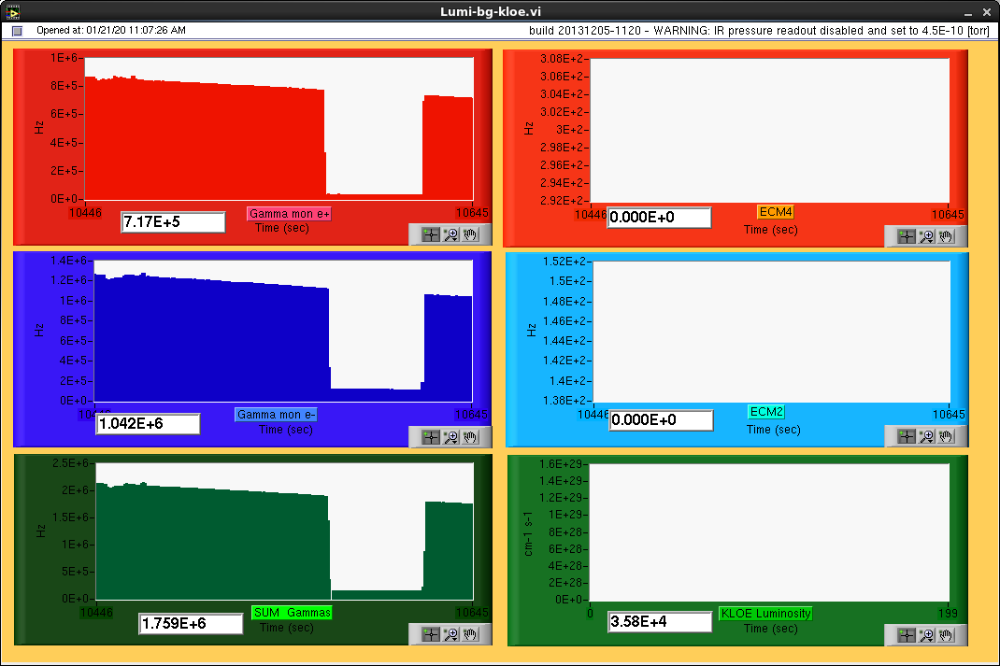 Lumi-bg-kloe.vi
Opened at: 01/21/20 11:07:26 AM
build 20131205-1120 - WARNING: IR pressure readout disabled and set to 4.5E-10 [torr]
1E+6
8E+5
6E+5
4E+5
2E+5
0E+0
Hz
10446
10645
7.17E+5
Gamma mon e+
Time (sec)
3.08E+2
3.06E+2
3.04E+2
3.02E+2
3E+2
2.98E+2
2.96E+2
2.94E+2
2.92E+2
Hz
10446
10645
0.000E+0
ECM4
Time (sec)
1.4E+6
1.2E+6
1E+6
8E+5
6E+5
4E+5
2E+5
0E+0
Hz
10446
10645
1.042E+6
Gamma mon e-
Time (sec)
1.52E+2
1.5E+2
1.48E+2
1.46E+2
1.44E+2
1.42E+2
1.4E+2
1.38E+2
Hz
10446
10645
0.000E+0
ECM2
Time (sec)
2.5E+6
2E+6
1.5E+6
1E+6
5E+5
0E+0
Hz
10446
10645
1.759E+6
SUM Gammas
Time (sec)
1.6E+29
1.4E+29
1.2E+29
1E+29
8E+28
6E+28
4E+28
2E+28
0E+0
cm-1 s-1
0
199
3.58E+4
KLOE Luminosity
Time (sec)